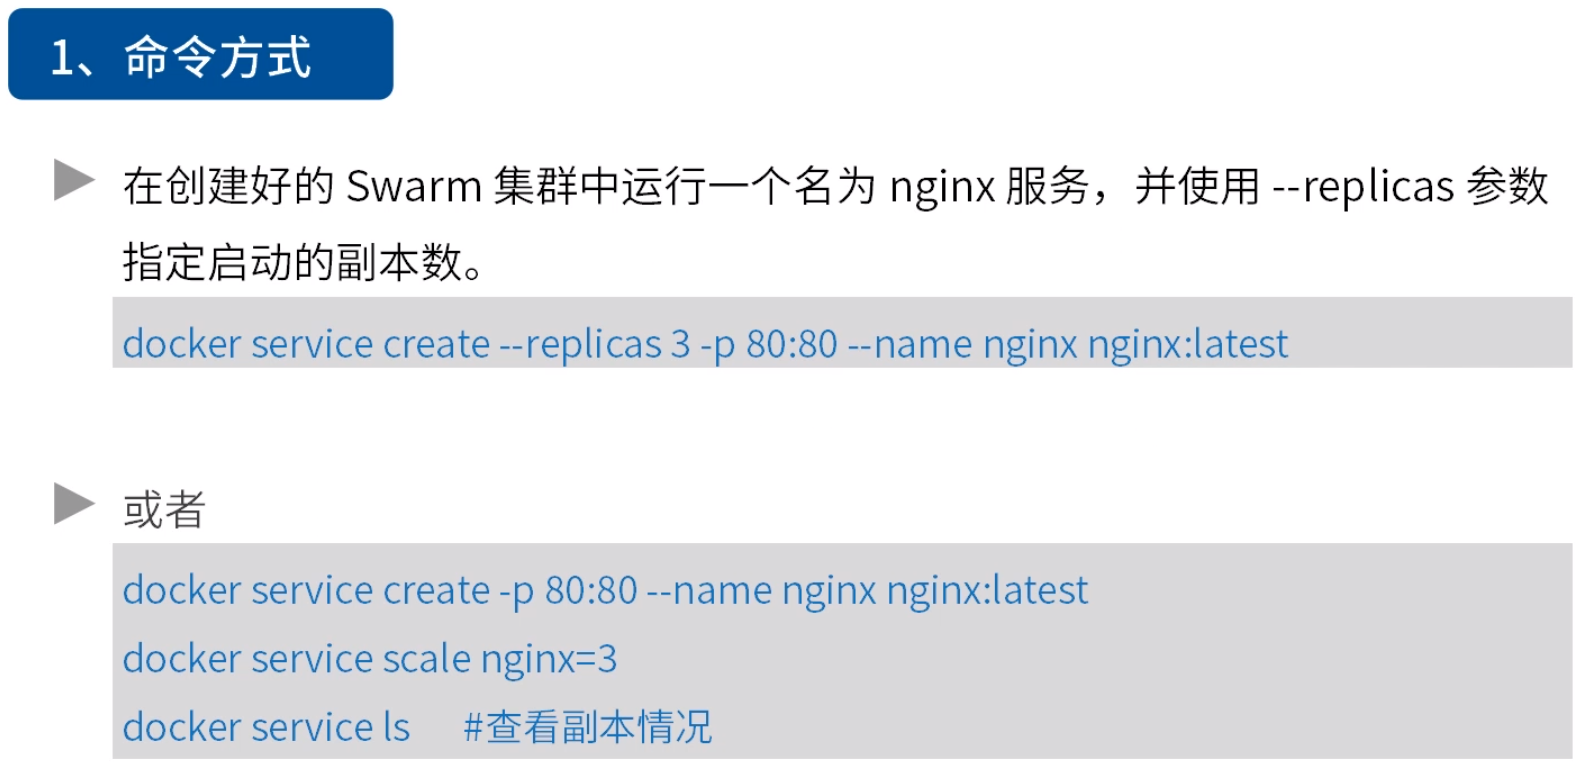 1、命令方式
在创建好的 Swarm 集群中运行一个名为 nginx 服务，并使用 --replicas 参数
指定启动的副本数。
docker service create --replicas 3 -p 80:80 --name nginx nginx:latest
或者
docker service create -p 80:80 --name nginx nginx:latest
docker service scale nginx=3
docker service ls #查看副本情况